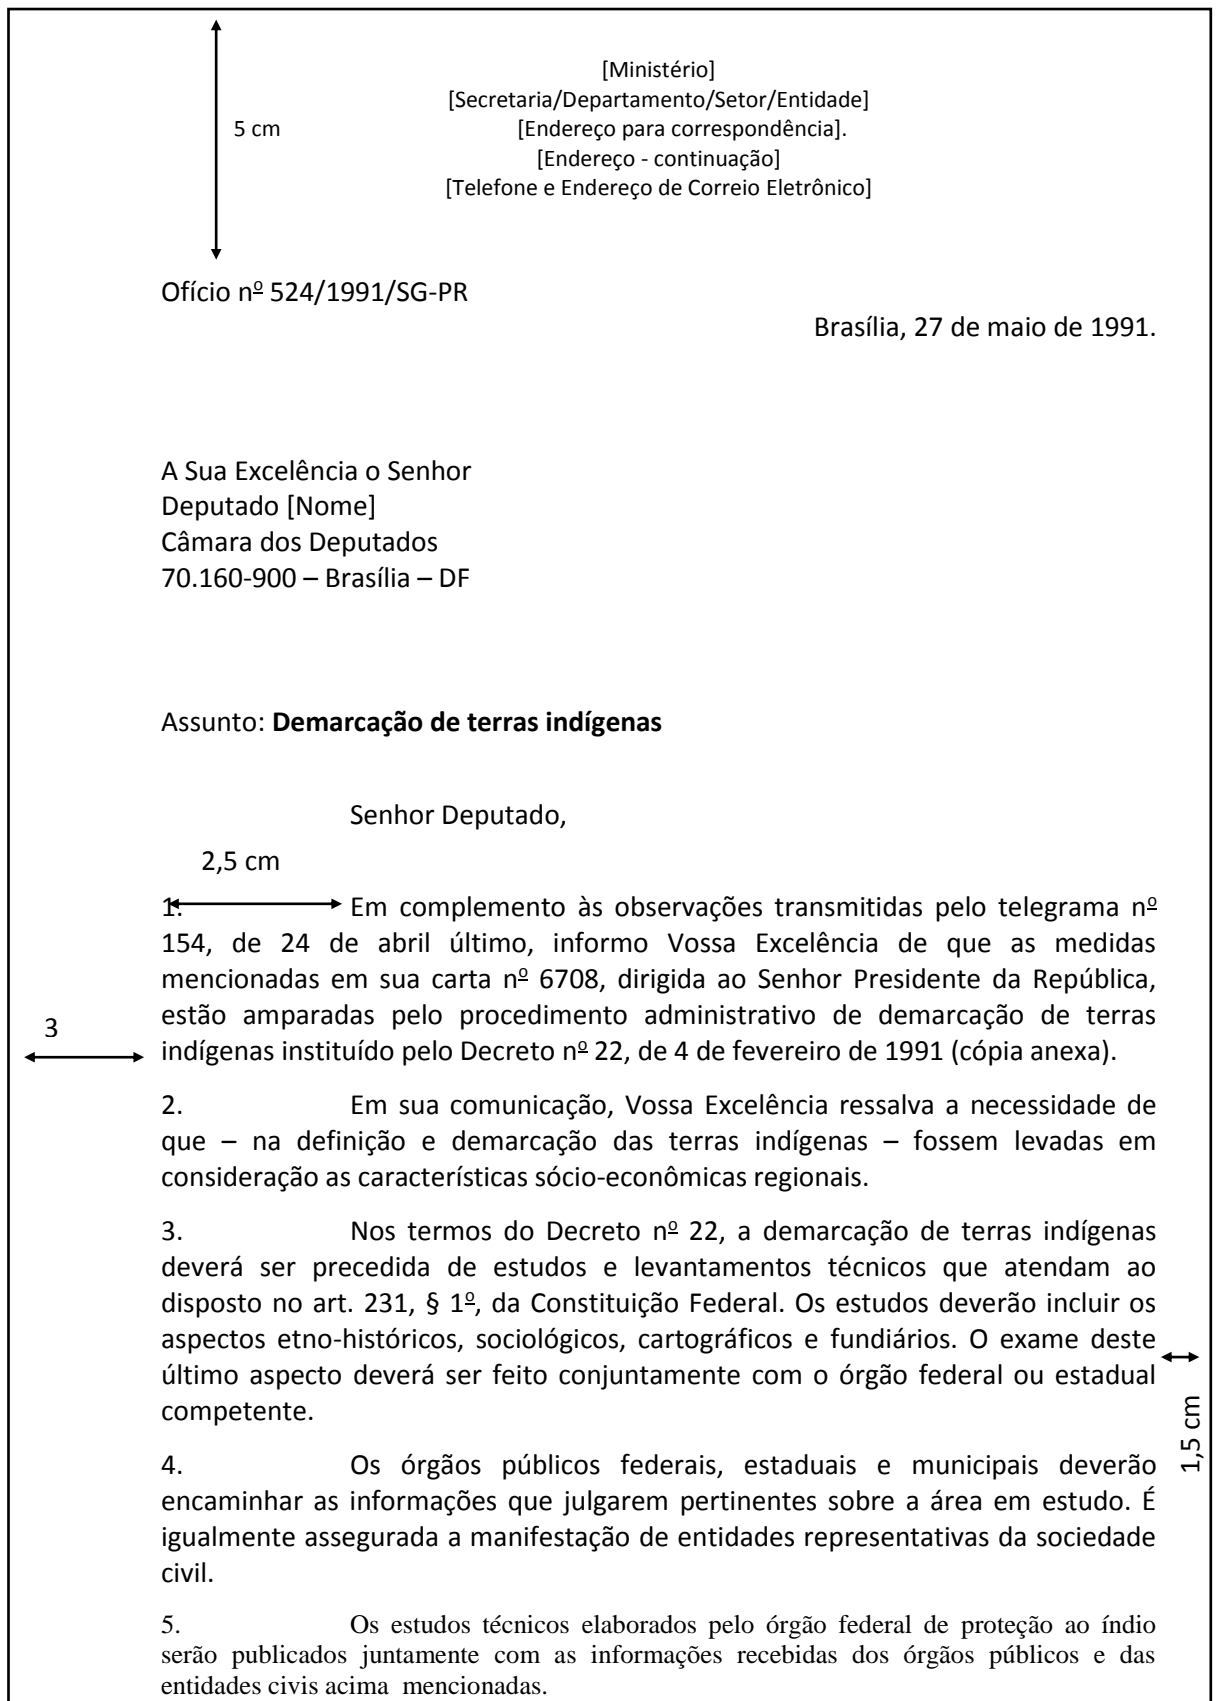 [Ministério]
[Secretaria/Departamento/Setor/Entidade]
5 cm
[Endereço para correspondência].
[Endereço - continuação]
[Telefone e Endereço de Correio Eletrônico]
Ofício nº 524/1991/SG-PR
Brasília, 27 de maio de 1991.
A Sua Excelência o Senhor
Deputado [Nome]
Câmara dos Deputados
70.160-900 – Brasília – DF
Assunto: Demarcação de terras indígenas
Senhor Deputado,
2,5 cm
1. Em complemento às observações transmitidas pelo telegrama nº
154, de 24 de abril último, informo Vossa Excelência de que as medidas
mencionadas em sua carta nº 6708, dirigida ao Senhor Presidente da República,
estão amparadas pelo procedimento administrativo de demarcação de terras
3
indígenas instituído pelo Decreto nº 22, de 4 de fevereiro de 1991 (cópia anexa).
2. Em sua comunicação, Vossa Excelência ressalva a necessidade de
que – na definição e demarcação das terras indígenas – fossem levadas em
consideração as características sócio-econômicas regionais.
3. Nos termos do Decreto nº 22, a demarcação de terras indígenas
deverá ser precedida de estudos e levantamentos técnicos que atendam ao
disposto no art. 231, § 1º, da Constituição Federal. Os estudos deverão incluir os
aspectos etno-históricos, sociológicos, cartográficos e fundiários. O exame deste
último aspecto deverá ser feito conjuntamente com o órgão federal ou estadual
competente.
1,5 cm
4. Os órgãos públicos federais, estaduais e municipais deverão
encaminhar as informações que julgarem pertinentes sobre a área em estudo. É
igualmente assegurada a manifestação de entidades representativas da sociedade
civil.
5. Os estudos técnicos elaborados pelo órgão federal de proteção ao índio
serão publicados juntamente com as informações recebidas dos órgãos públicos e das
entidades civis acima mencionadas.